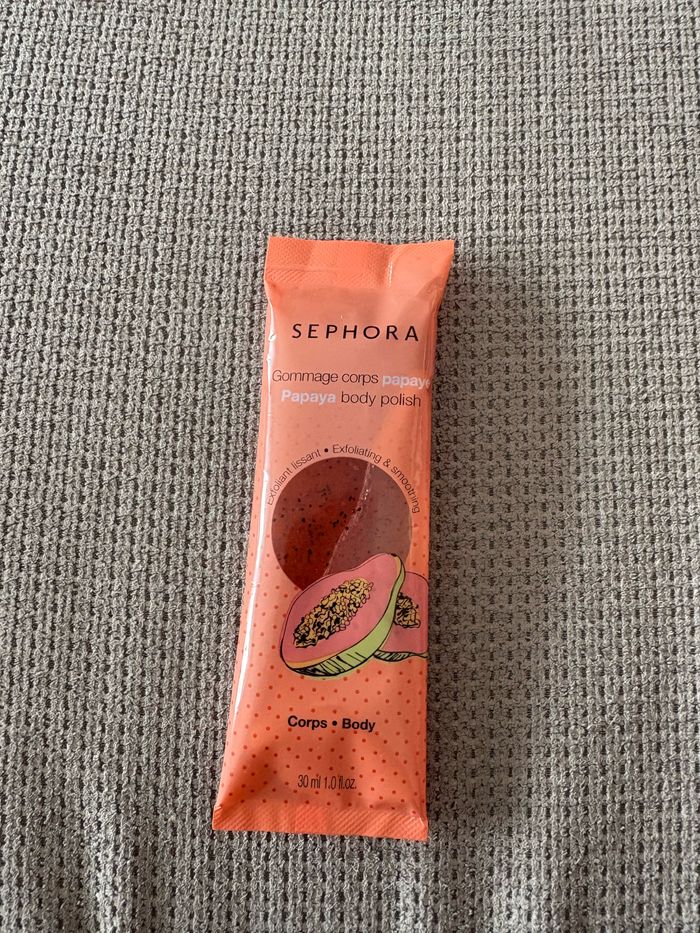 SEPHORA
Gommage corps papaye
Papaya body polish
Exfoliant lissant • Exfoliating & smoothing
Corps • Body
30 ml 1.0 fl.oz.